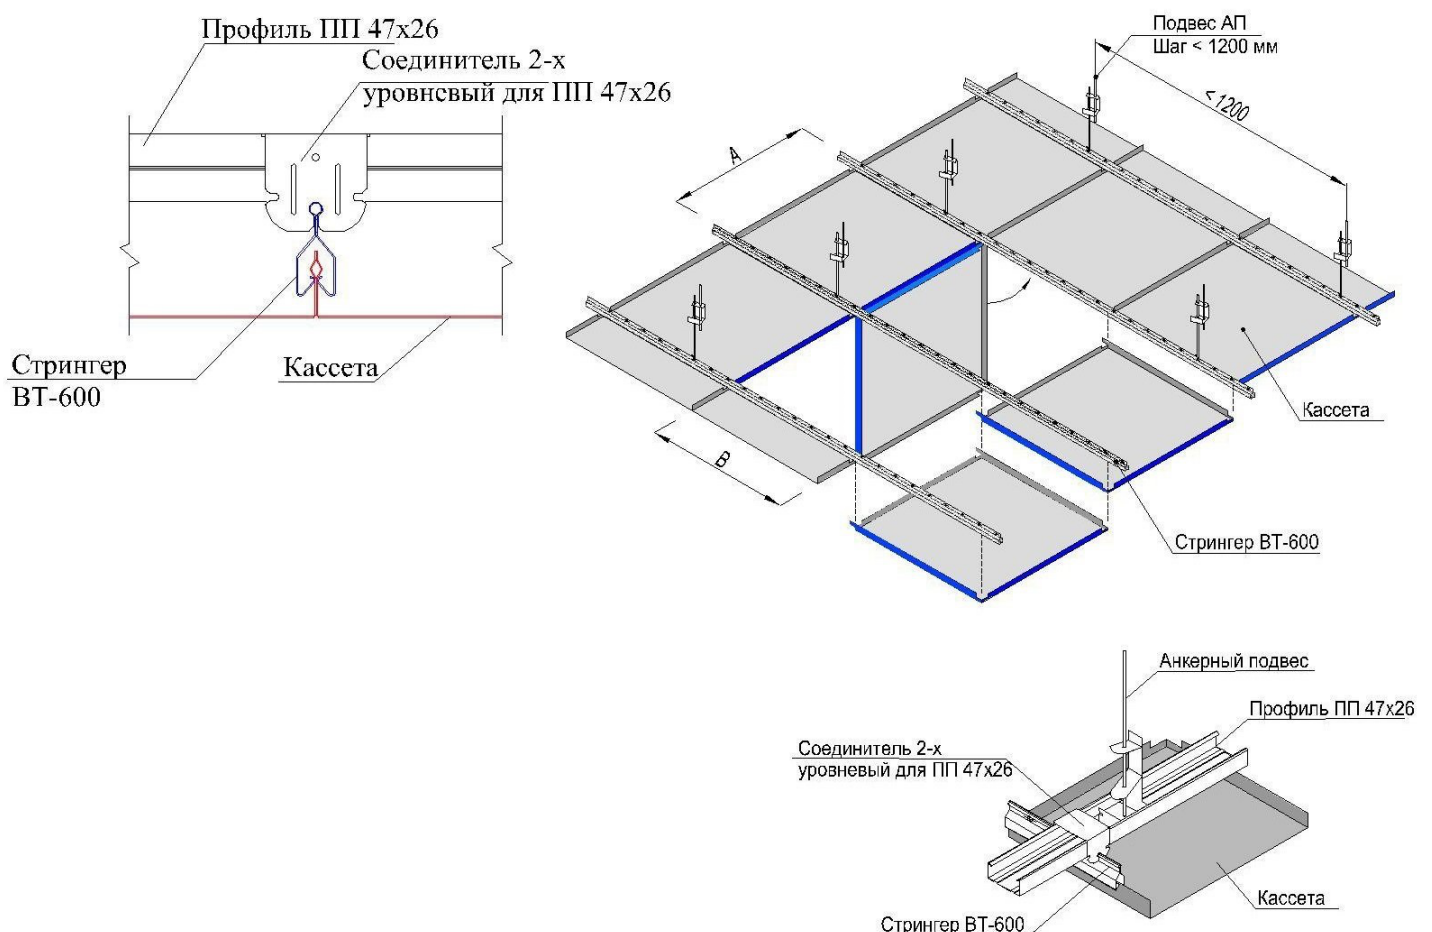 Профиль ПП 47х26
Соединитель 2-х
уровневый для ПП 47х26
Стрингер
ВТ-600
Кассета
Подвес АП
Шаг < 1200 мм
< 1200
А
В
Кассета
Стрингер ВТ-600
Анкерный подвес
Профиль ПП 47х26
Соединитель 2-х
уровневый для ПП 47х26
Кассета
Стрингер ВТ-600